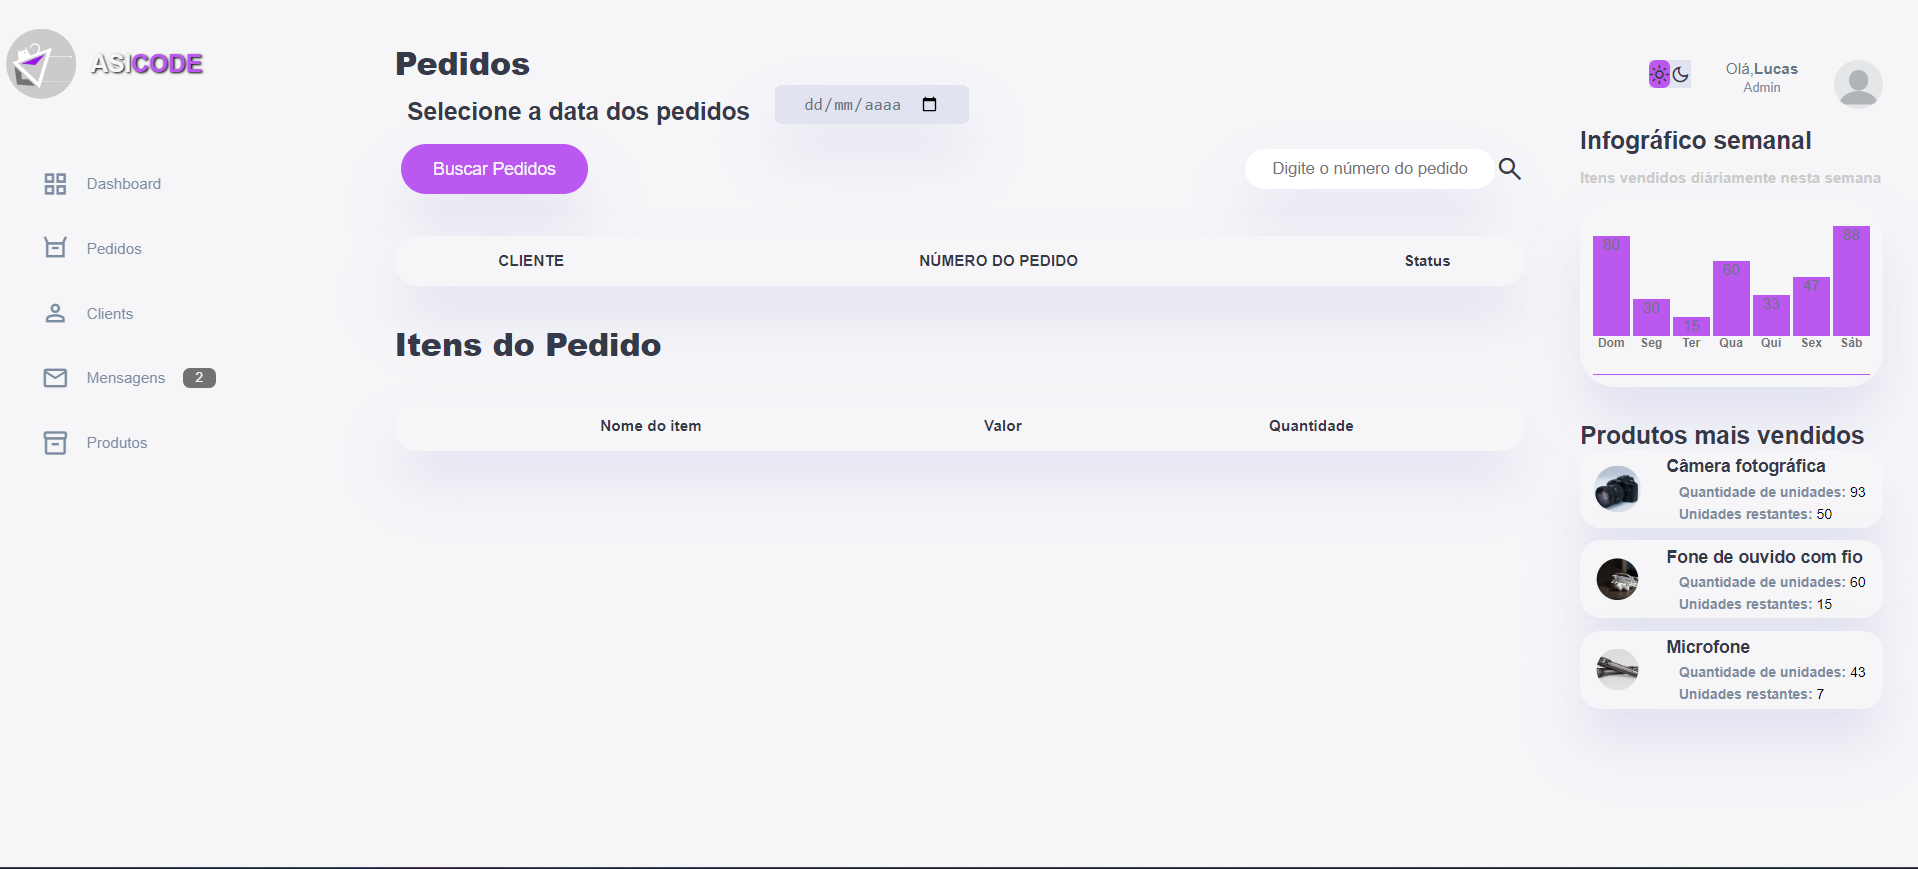 ASICODE
Dashboard
Pedidos
Clients
Mensagens 2
Produtos
Pedidos
Selecione a data dos pedidos dd/mm/aaaa
Buscar Pedidos
Digite o número do pedido
CLIENTE NÚMERO DO PEDIDO Status
Itens do Pedido
Nome do item Valor Quantidade
Olá,Lucas
Admin
Infográfico semanal
Itens vendidos diáriamente nesta semana
80 30 15 60 33 47 88
Dom Seg Ter Qua Qui Sex Sáb
Produtos mais vendidos
Câmera fotográfica
Quantidade de unidades: 93
Unidades restantes: 50
Fone de ouvido com fio
Quantidade de unidades: 60
Unidades restantes: 15
Microfone
Quantidade de unidades: 43
Unidades restantes: 7